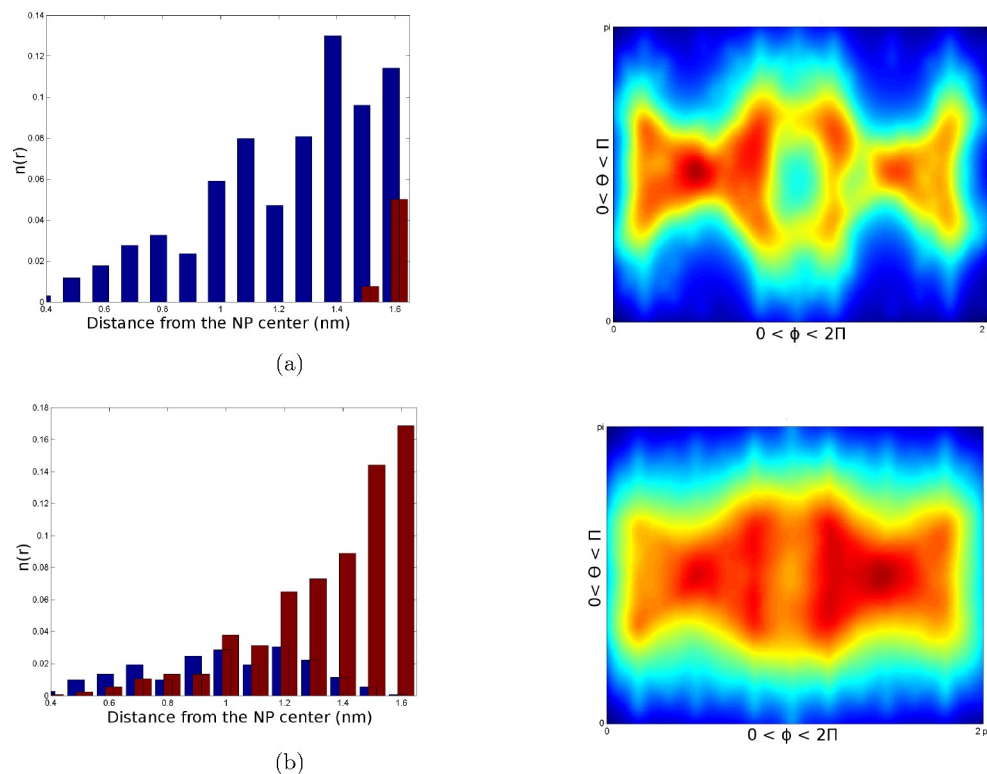 0.14
0.12
0.1
0.08
0.06
0.04
0.02
0
n(r)
0.4 0.6 0.8 1 1.2 1.4 1.6
Distance from the NP center (nm)
pi
0< Θ < Π
0
0 2
0 < ϕ < 2Π
(a)
0.18
0.16
0.14
0.12
0.1
0.08
0.06
0.04
0.02
0
n(r)
0.4 0.6 0.8 1 1.2 1.4 1.6
Distance from the NP center (nm)
pi
0< Θ < Π
0
0 2 p
0 < ϕ < 2Π
(b)